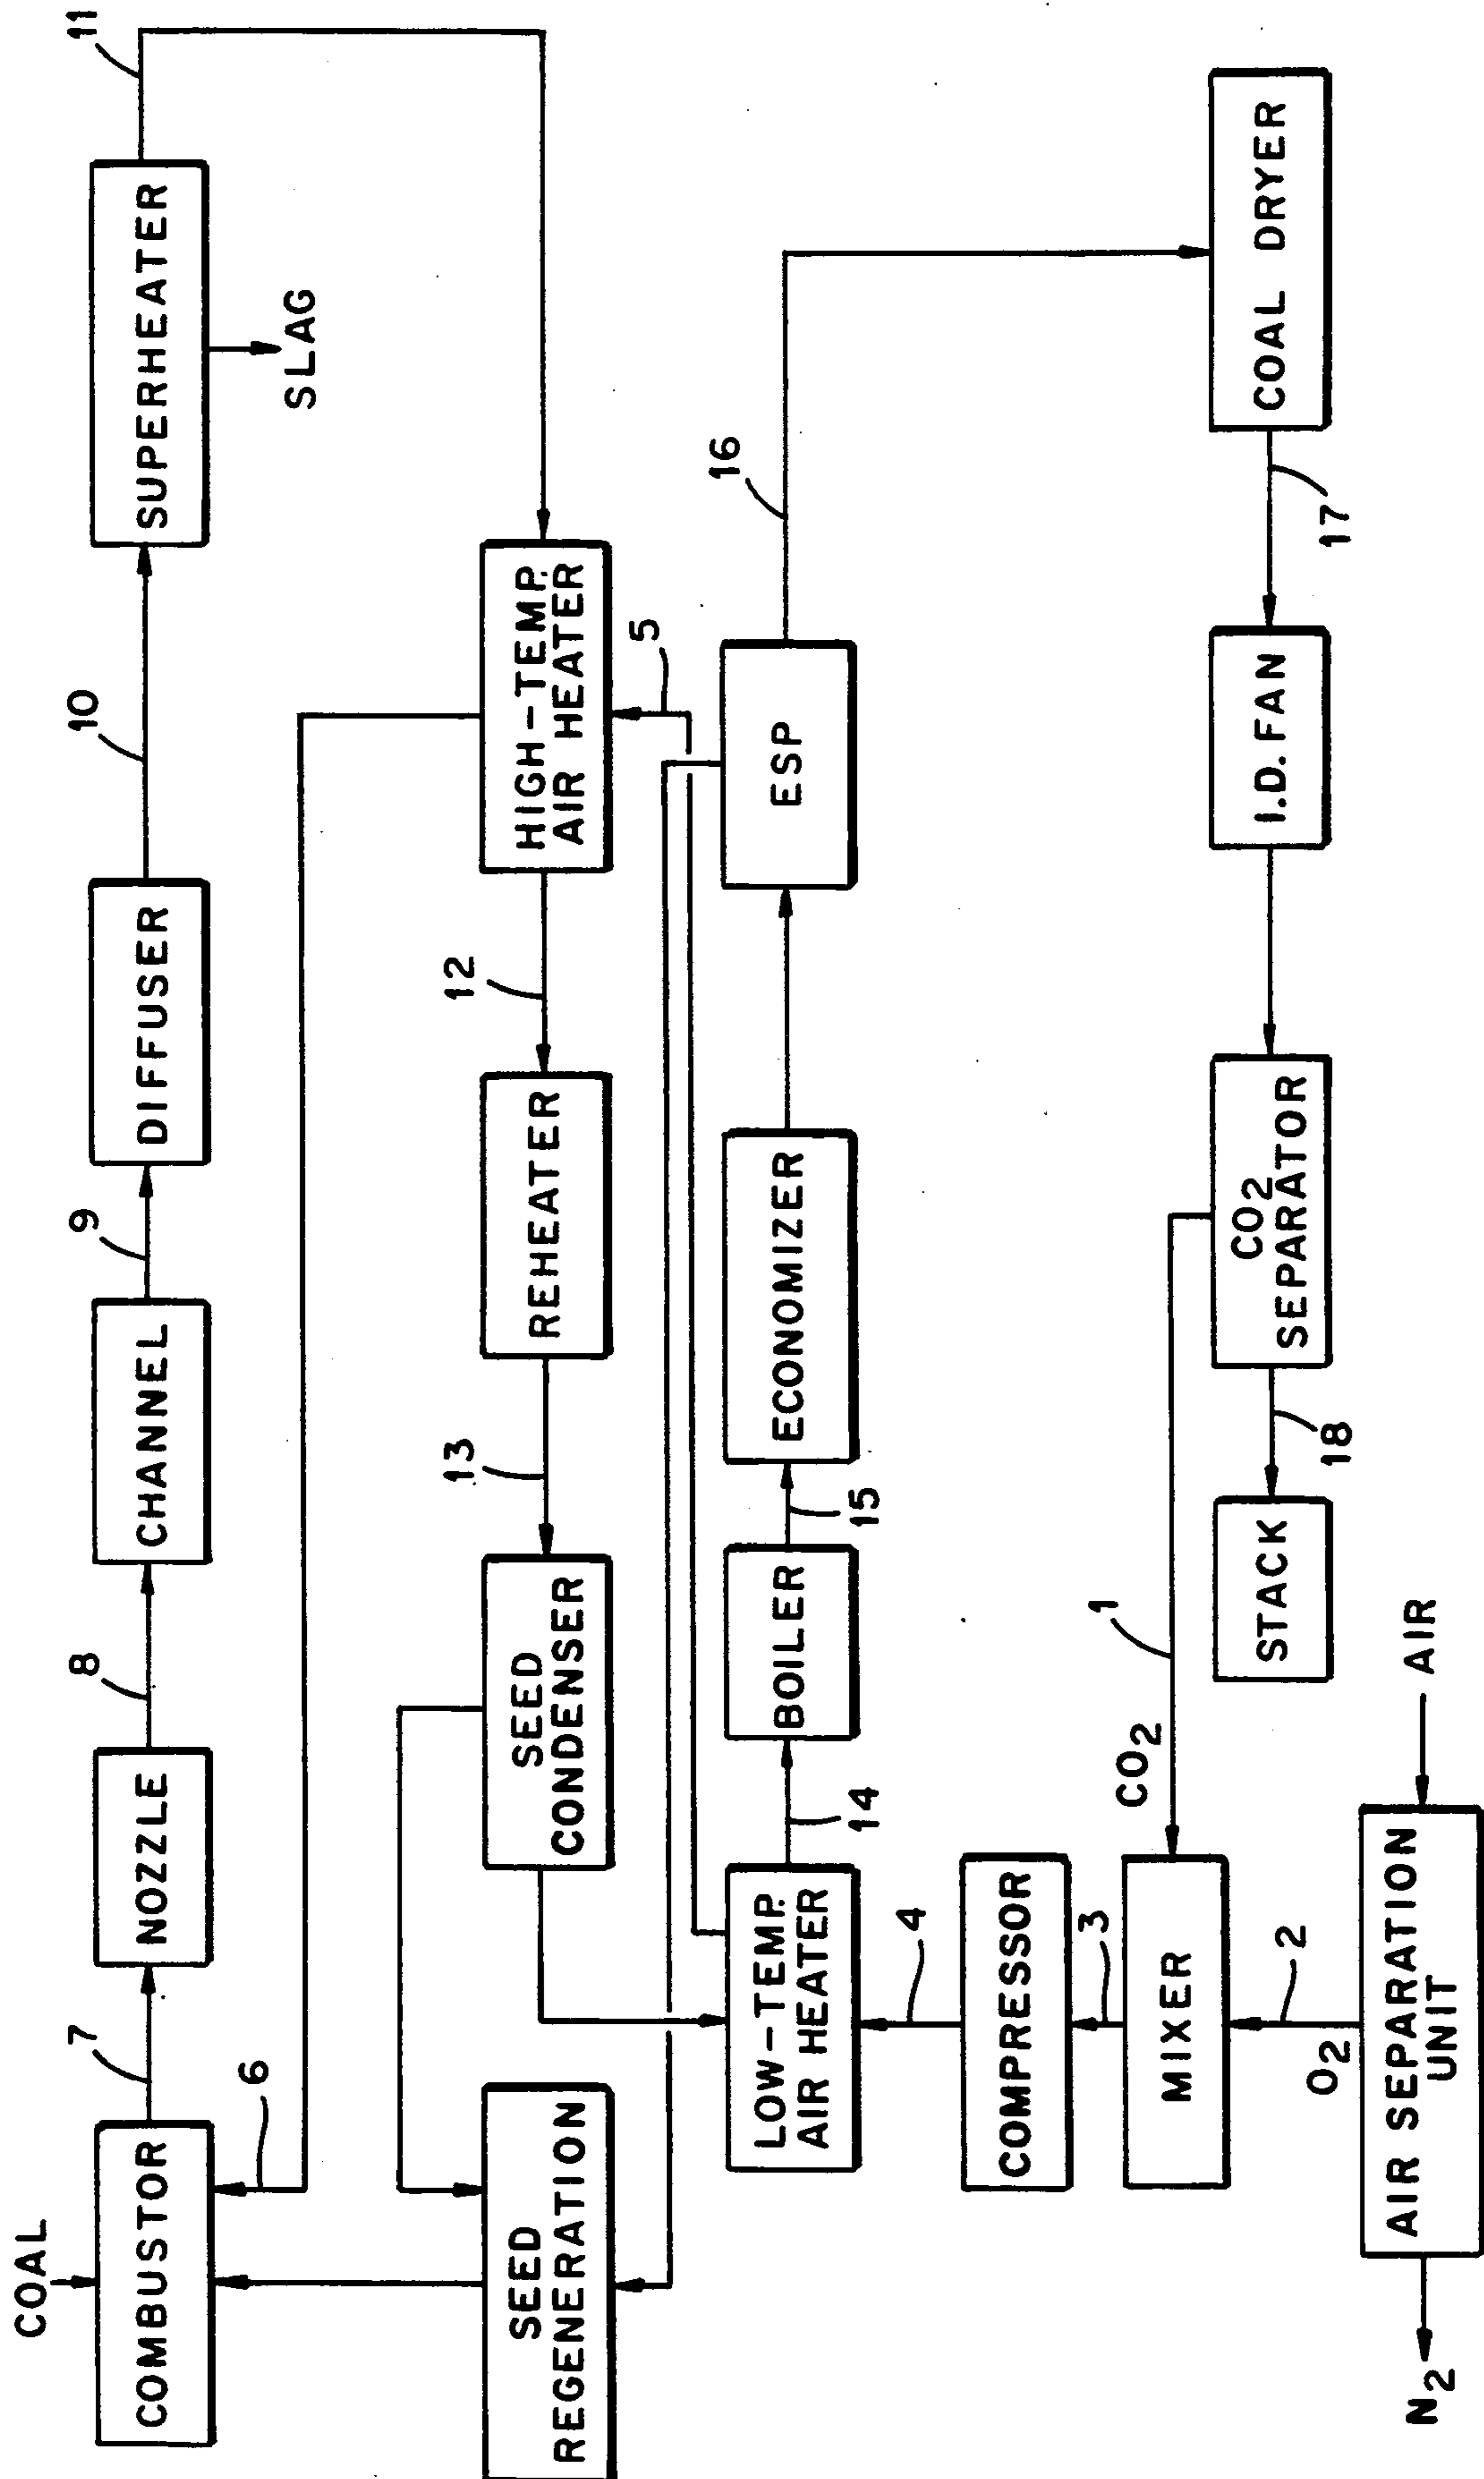 COAL
COMBUSTOR
7
NOZZLE
8
CHANNEL
9
DIFFUSER
10
SUPERHEATER
11
SLAG
6
SEED
REGENERATION
SEED
CONDENSER
13
REHEATER
12
HIGH-TEMP.
AIR HEATER
5
LOW-TEMP.
AIR HEATER
14
BOILER
15
ECONOMIZER
ESP
16
4
COMPRESSOR
3
MIXER
CO2
1
2
O2
AIR SEPARATION
UNIT
N2
AIR
STACK
18
CO2
SEPARATOR
I.D. FAN
17
COAL DRYER